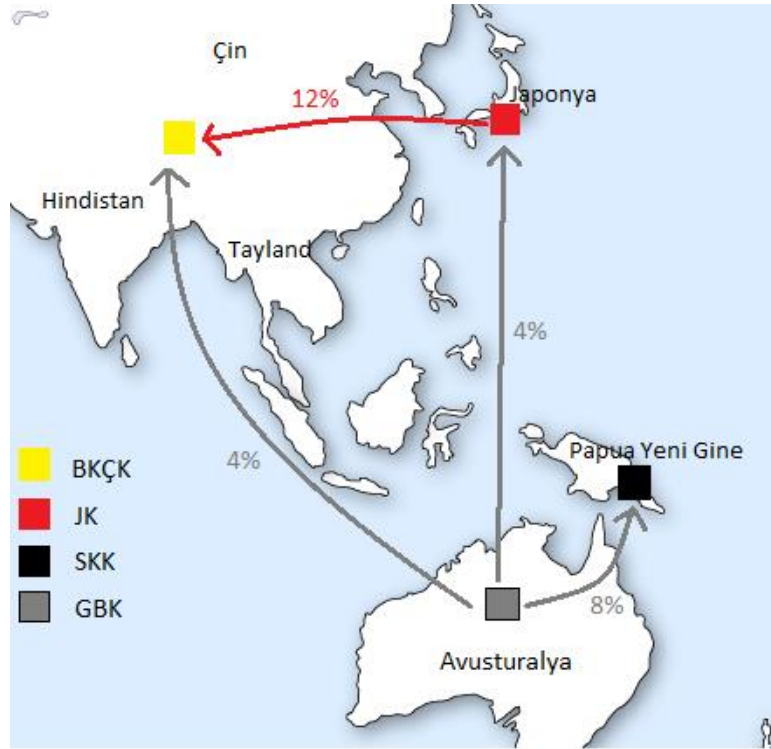 Çin
Japonya
12%
Hindistan
Tayland
4%
4%
Papua Yeni Gine
BKÇK
JK
SKK
GBK
8%
Avusturalya